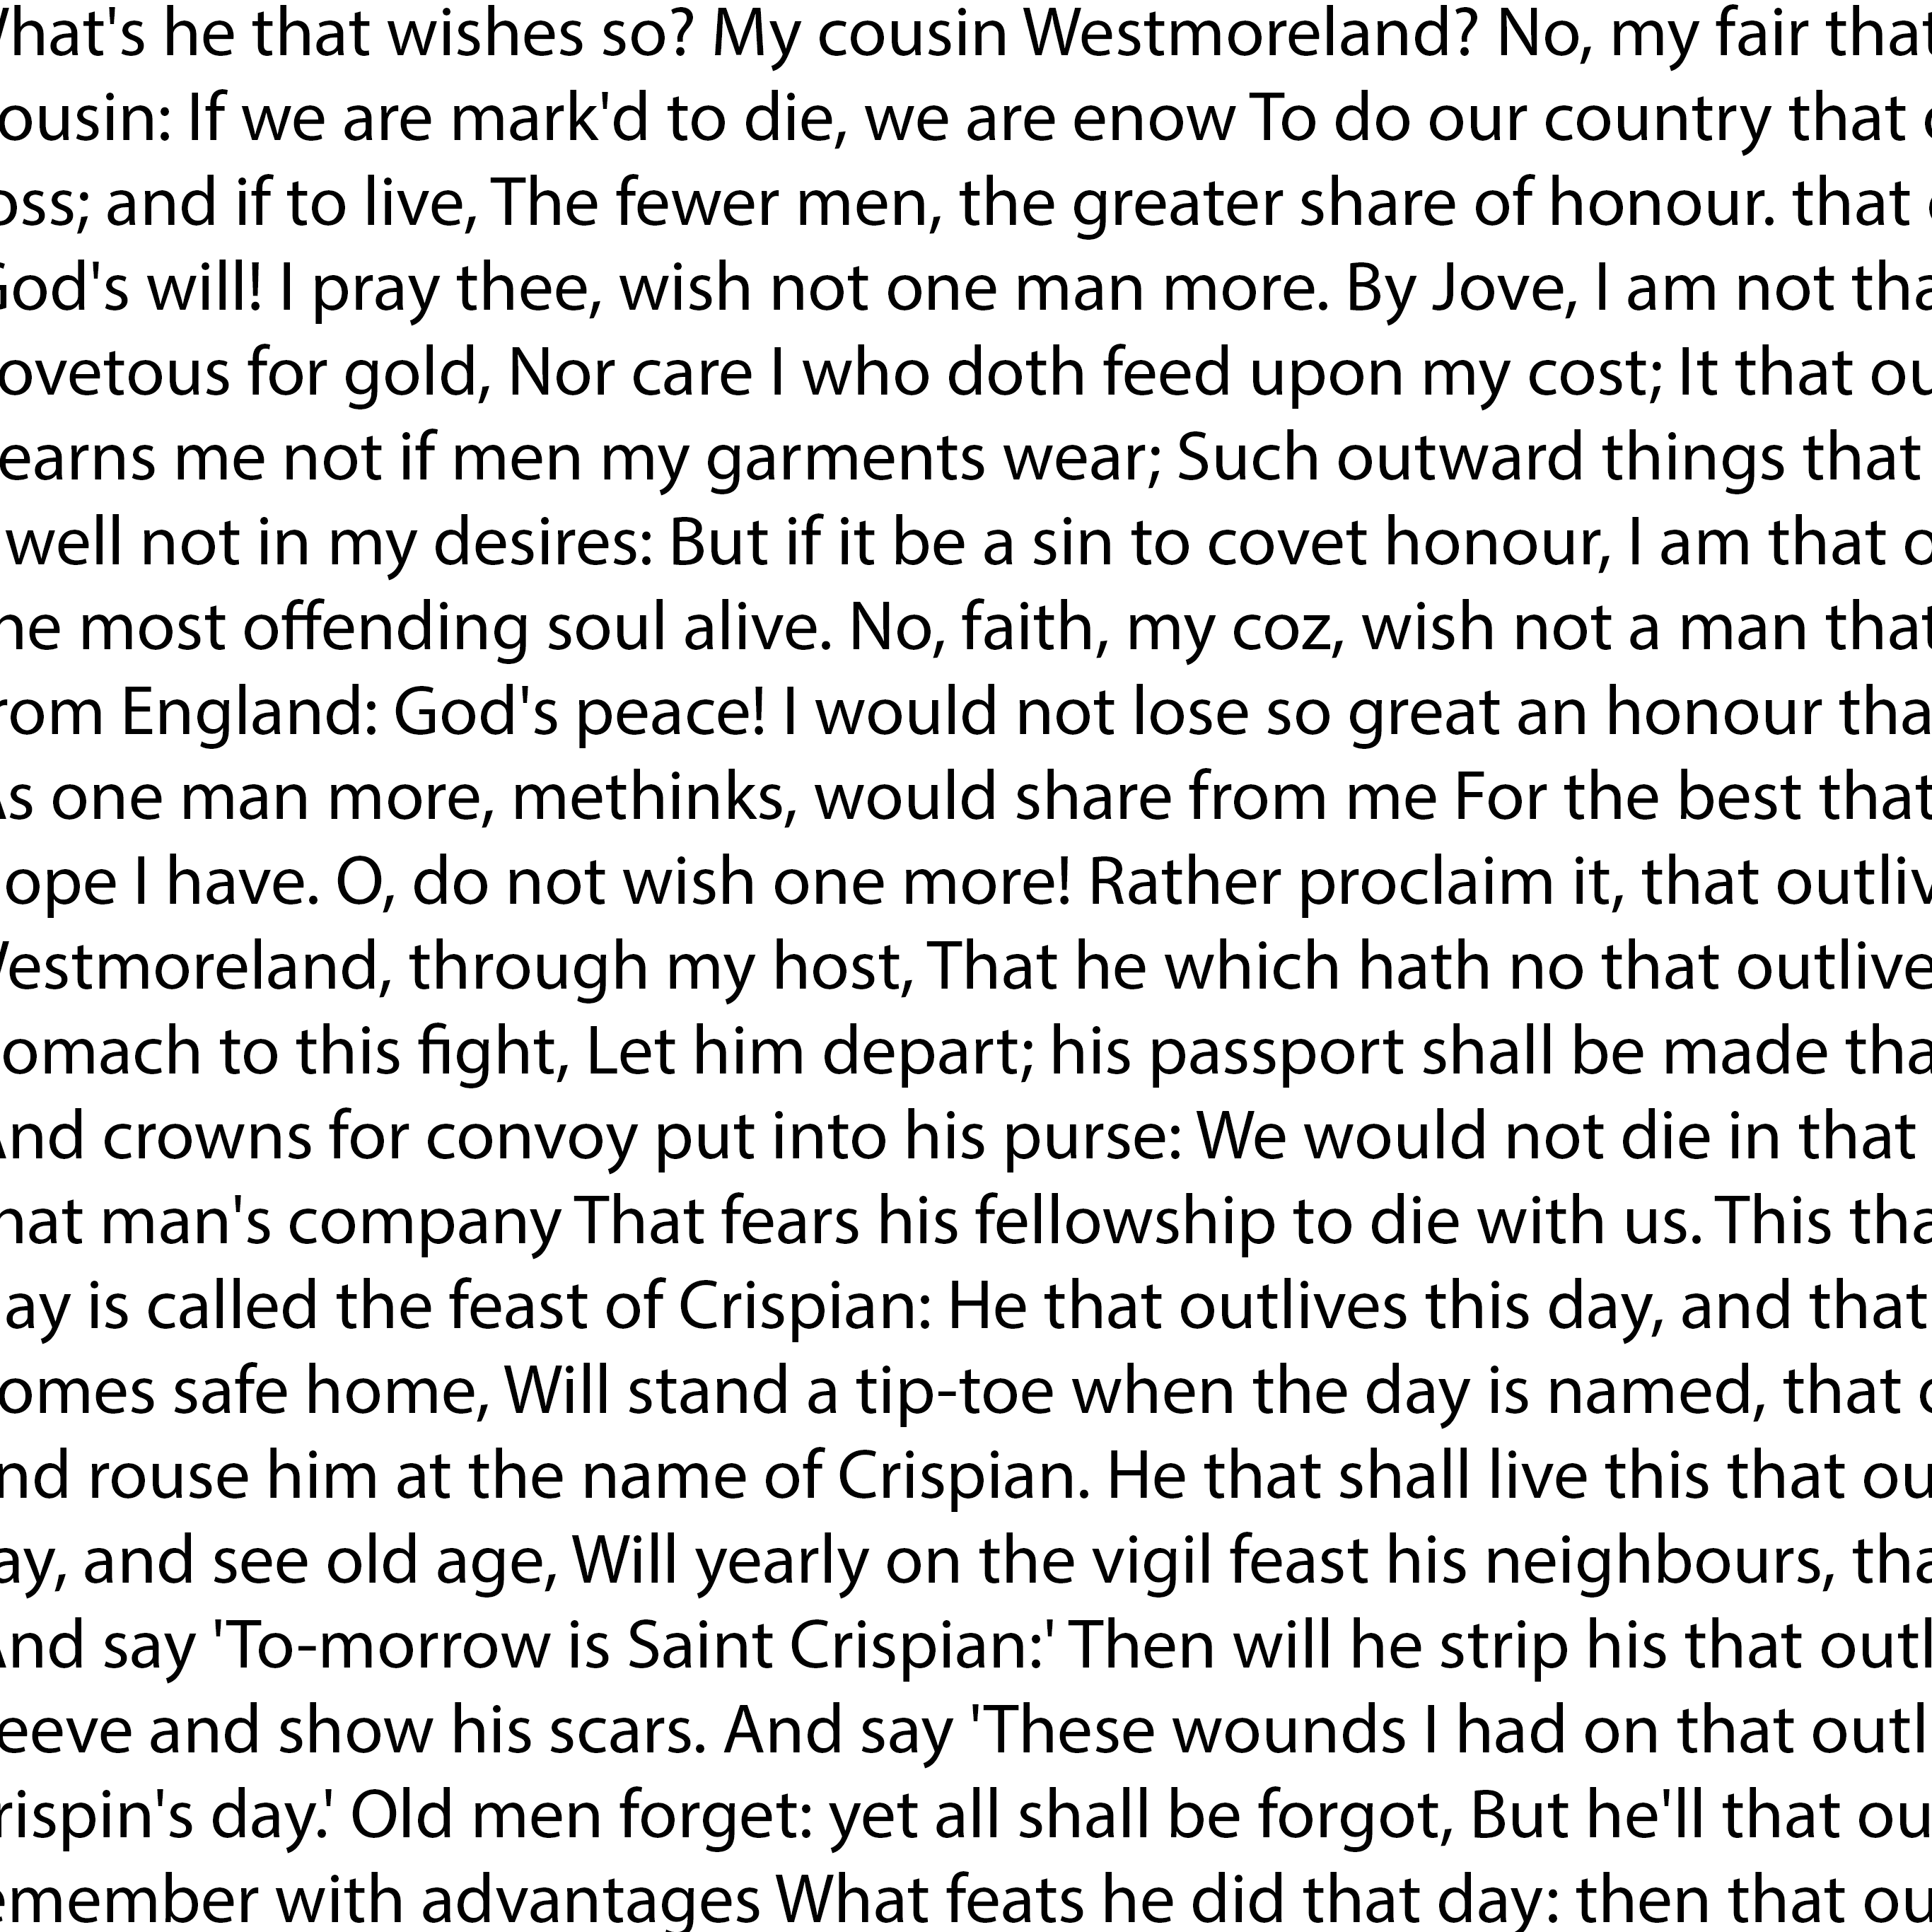 What's he that wishes so? My cousin Westmoreland? No, my fair that
ousin: If we are mark'd to die, we are enow To do our country that
oss; and if to live, The fewer men, the greater share of honour. that
God's will! I pray thee, wish not one man more. By Jove, I am not tha
ovetous for gold, Nor care I who doth feed upon my cost; It that ou
earns me not if men my garments wear; Such outward things that
well not in my desires: But if it be a sin to covet honour, I am that o
he most offending soul alive. No, faith, my coz, wish not a man that
rom England: God's peace! I would not lose so great an honour tha
As one man more, methinks, would share from me For the best that
ope I have. O, do not wish one more! Rather proclaim it, that outliv
Westmoreland, through my host, That he which hath no that outlive
omach to this fight, Let him depart; his passport shall be made tha
And crowns for convoy put into his purse: We would not die in that
hat man's company That fears his fellowship to die with us. This tha
ay is called the feast of Crispian: He that outlives this day, and that
omes safe home, Will stand a tip-toe when the day is named, that
nd rouse him at the name of Crispian. He that shall live this that ou
ay, and see old age, Will yearly on the vigil feast his neighbours, tha
And say 'To-morrow is Saint Crispian:' Then will he strip his that outl
eeve and show his scars. And say 'These wounds I had on that outl
rispin's day.' Old men forget: yet all shall be forgot, But he'll that ou
emember with advantages What feats he did that day: then that ou